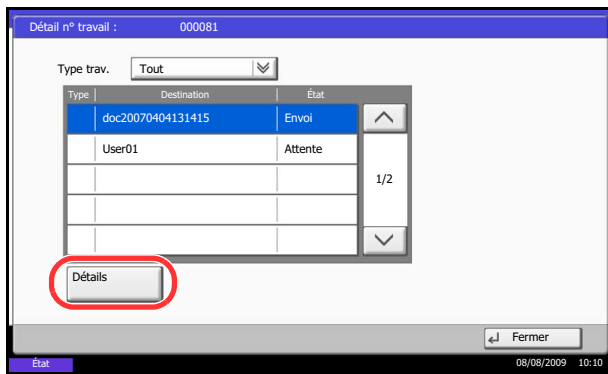 Détail n° travail : 000081
Type trav. Tout
Type Destination État
doc20070404131415 Envoi
User01 Attente
1/2
Détails
Fermer
État 08/08/2009 10:10